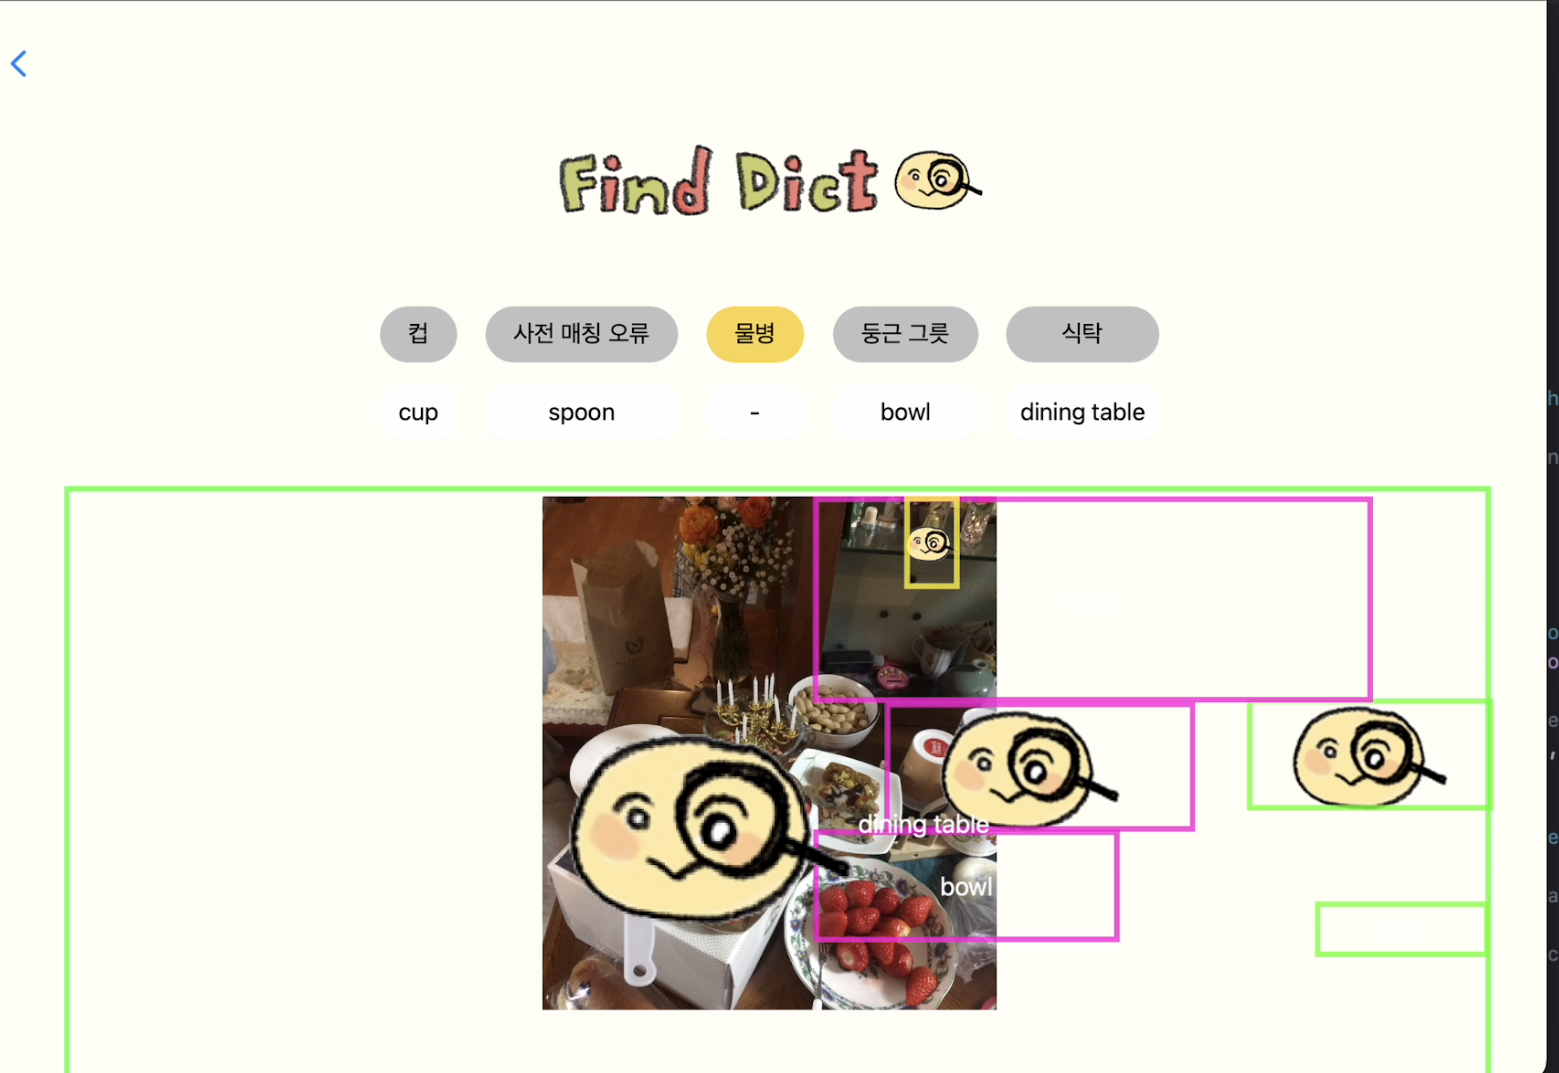 Find Dict
컵
사전 매칭 오류
물병
둥근 그릇
식탁
cup
spoon
-
bowl
dining table
dining table
bowl